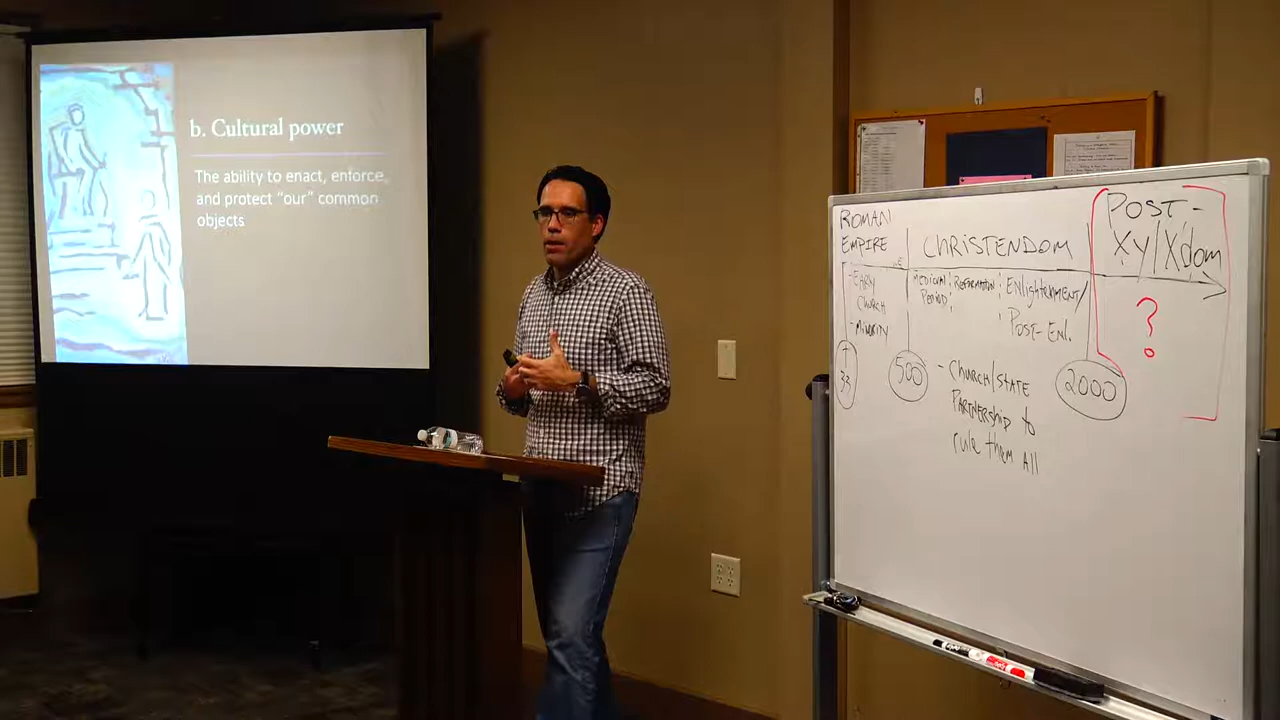 b. Cultural power
The ability to enact, enforce,
and protect "our" common
objects
ROMAN
EMPIRE
- EARLY
CHURCH
- MINORITY
33
CHRISTENDOM
MEDIEVAL
PERIOD
REFORMATION
ENLIGHTENMENT/
POST-ENL.
500
- CHURCH/STATE
PARTNERSHIP to
rule them All
2000
POST-
Xy/Xdom
?